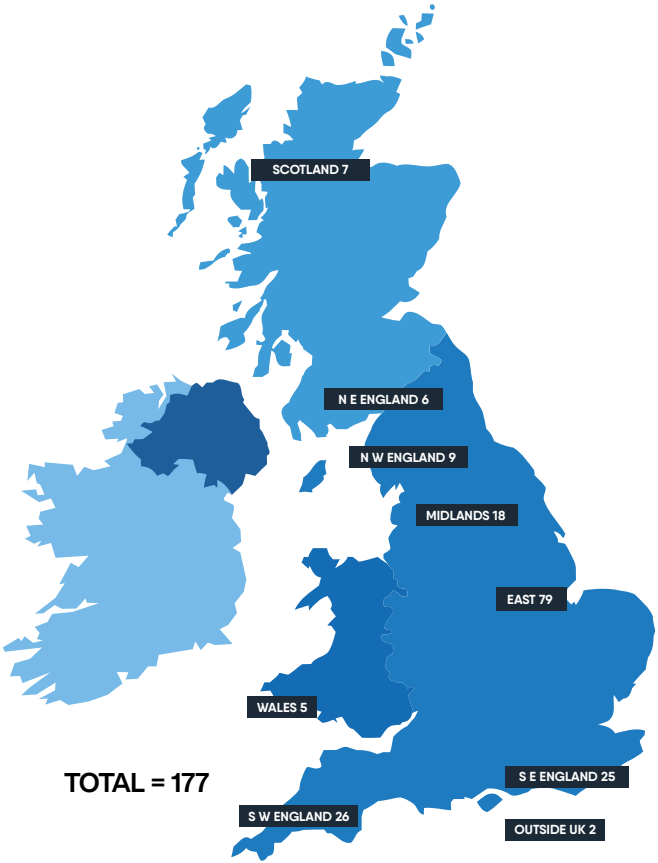 SCOTLAND 7
N E ENGLAND 6
N W ENGLAND 9
MIDLANDS 18
EAST 79
WALES 5
TOTAL = 177
S E ENGLAND 25
S W ENGLAND 26
OUTSIDE UK 2